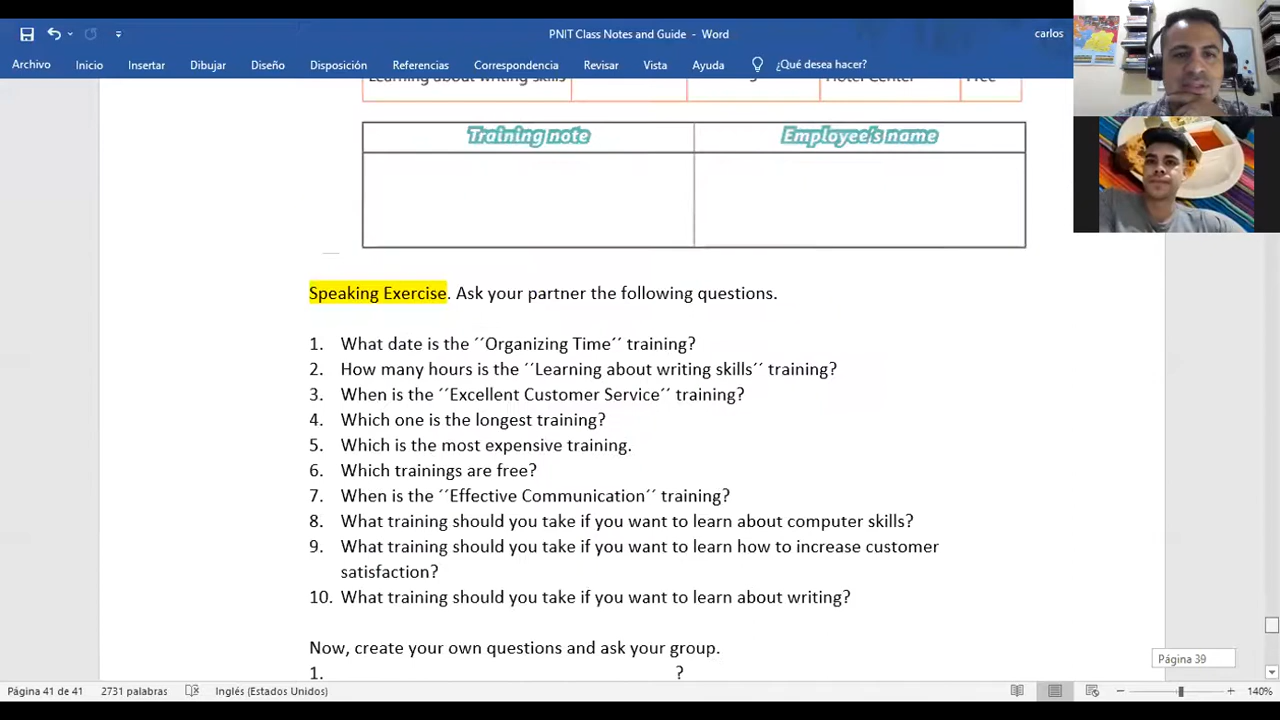 PNIT Class Notes and Guide - Word
carlos
Archivo Inicio Insertar Dibujar Diseño Disposición Referencias Correspondencia Revisar Vista Ayuda ¿Qué desea hacer?
Learning about writing skills Hotel Center Free
Training note Employee's name
Speaking Exercise. Ask your partner the following questions.
1. What date is the ´´Organizing Time´´ training?
2. How many hours is the ´´Learning about writing skills´´ training?
3. When is the ´´Excellent Customer Service´´ training?
4. Which one is the longest training?
5. Which is the most expensive training.
6. Which trainings are free?
7. When is the ´´Effective Communication´´ training?
8. What training should you take if you want to learn about computer skills?
9. What training should you take if you want to learn how to increase customer
satisfaction?
10. What training should you take if you want to learn about writing?
Now, create your own questions and ask your group.
1. ?
Página 39
Página 41 de 41 2731 palabras Inglés (Estados Unidos) 140%